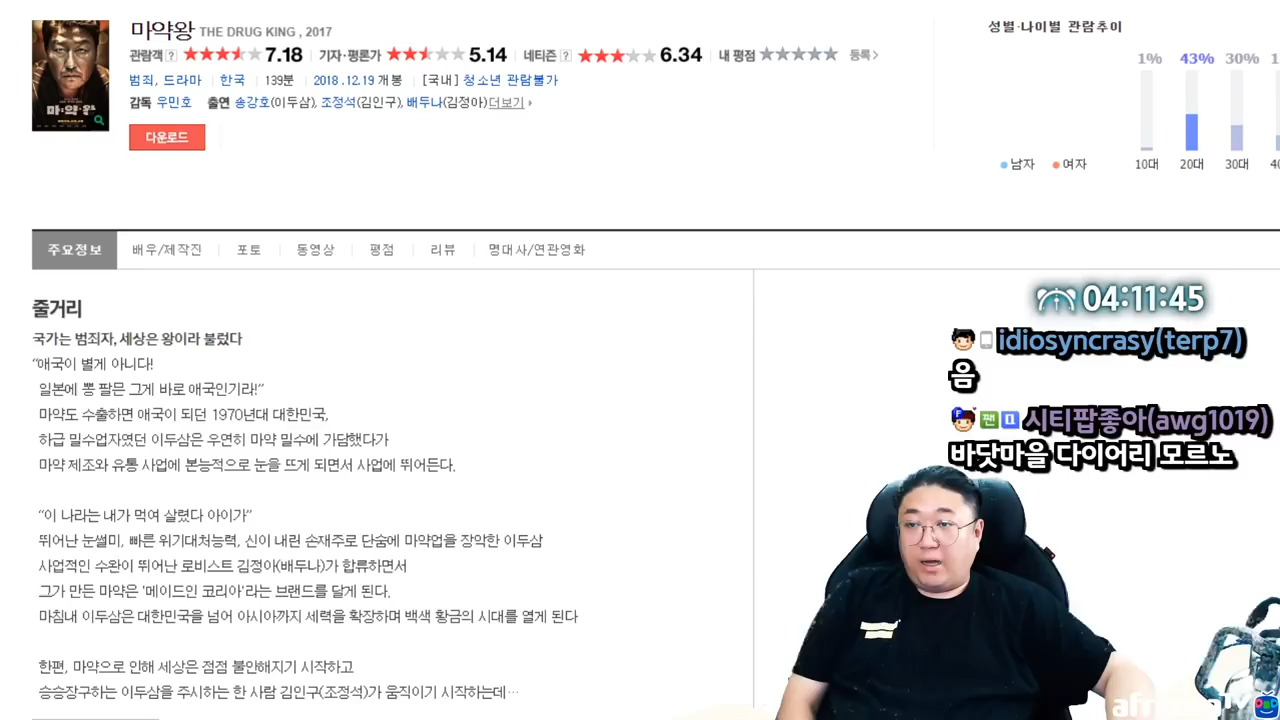 마약왕 THE DRUG KING , 2017
관람객 7.18 기자·평론가 5.14 네티즌 6.34 내 평점 등록
범죄, 드라마 한국 139분 2018 .12.19 개봉 [국내] 청소년 관람불가
감독 우민호 출연 송강호(이두삼), 조정석(김인구), 배두나(김정아)더보기
마·약·왕
다운로드
성별·나이별 관람추이
1% 43% 30% 1
남자 여자 10대 20대 30대 40
주요정보 배우/제작진 포토 동영상 평점 리뷰 명대사/연관영화
줄거리
국가는 범죄자, 세상은 왕이라 불렀다
“애국이 별게 아니다!
일본에 뽕 팔믄 그게 바로 애국인기라!”
마약도 수출하면 애국이 되던 1970년대 대한민국,
하급 밀수업자였던 이두삼은 우연히 마약 밀수에 가담했다가
마약 제조와 유통 사업에 본능적으로 눈을 뜨게 되면서 사업에 뛰어든다.
“이 나라는 내가 먹여 살렸다 아이가”
뛰어난 눈썰미, 빠른 위기대처능력, 신이 내린 손재주로 단숨에 마약업을 장악한 이두삼
사업적인 수완이 뛰어난 로비스트 김정아(배두나)가 합류하면서
그가 만든 마약은 '메이드인 코리아'라는 브랜드를 달게 된다.
마침내 이두삼은 대한민국을 넘어 아시아까지 세력을 확장하며 백색 황금의 시대를 열게 된다
한편, 마약으로 인해 세상은 점점 불안해지기 시작하고
승승장구하는 이두삼을 주시하는 한 사람 김인구(조정석)가 움직이기 시작하는데…
04:11:45
idiosyncrasy(terp7)
음
F 팬 시티팝좋아(awg1019)
바닷마을 다이어리 모르노